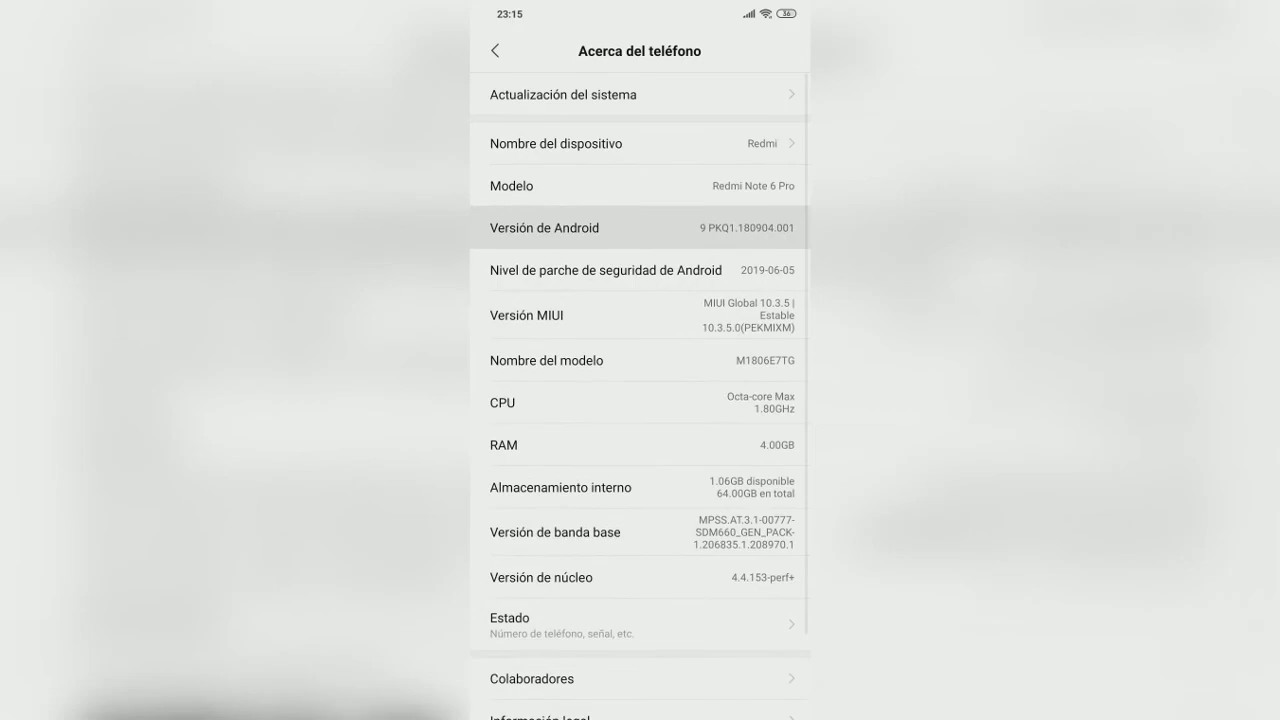 23:15
36
Acerca del teléfono
Actualización del sistema
Nombre del dispositivo Redmi
Modelo Redmi Note 6 Pro
Versión de Android 9 PKQ1.180904.001
Nivel de parche de seguridad de Android 2019-06-05
Versión MIUI
MIUI Global 10.3.5 |
Estable
10.3.5.0(PEKMIXM)
Nombre del modelo M1806E7TG
CPU
Octa-core Max
1.80GHz
RAM 4.00GB
Almacenamiento interno
1.06GB disponible
64.00GB en total
Versión de banda base
MPSS.AT.3.1-00777-
SDM660_GEN_PACK-
1.206835.1.208970.1
Versión de núcleo 4.4.153-perf+
Estado
Número de teléfono, señal, etc.
Colaboradores
Información legal